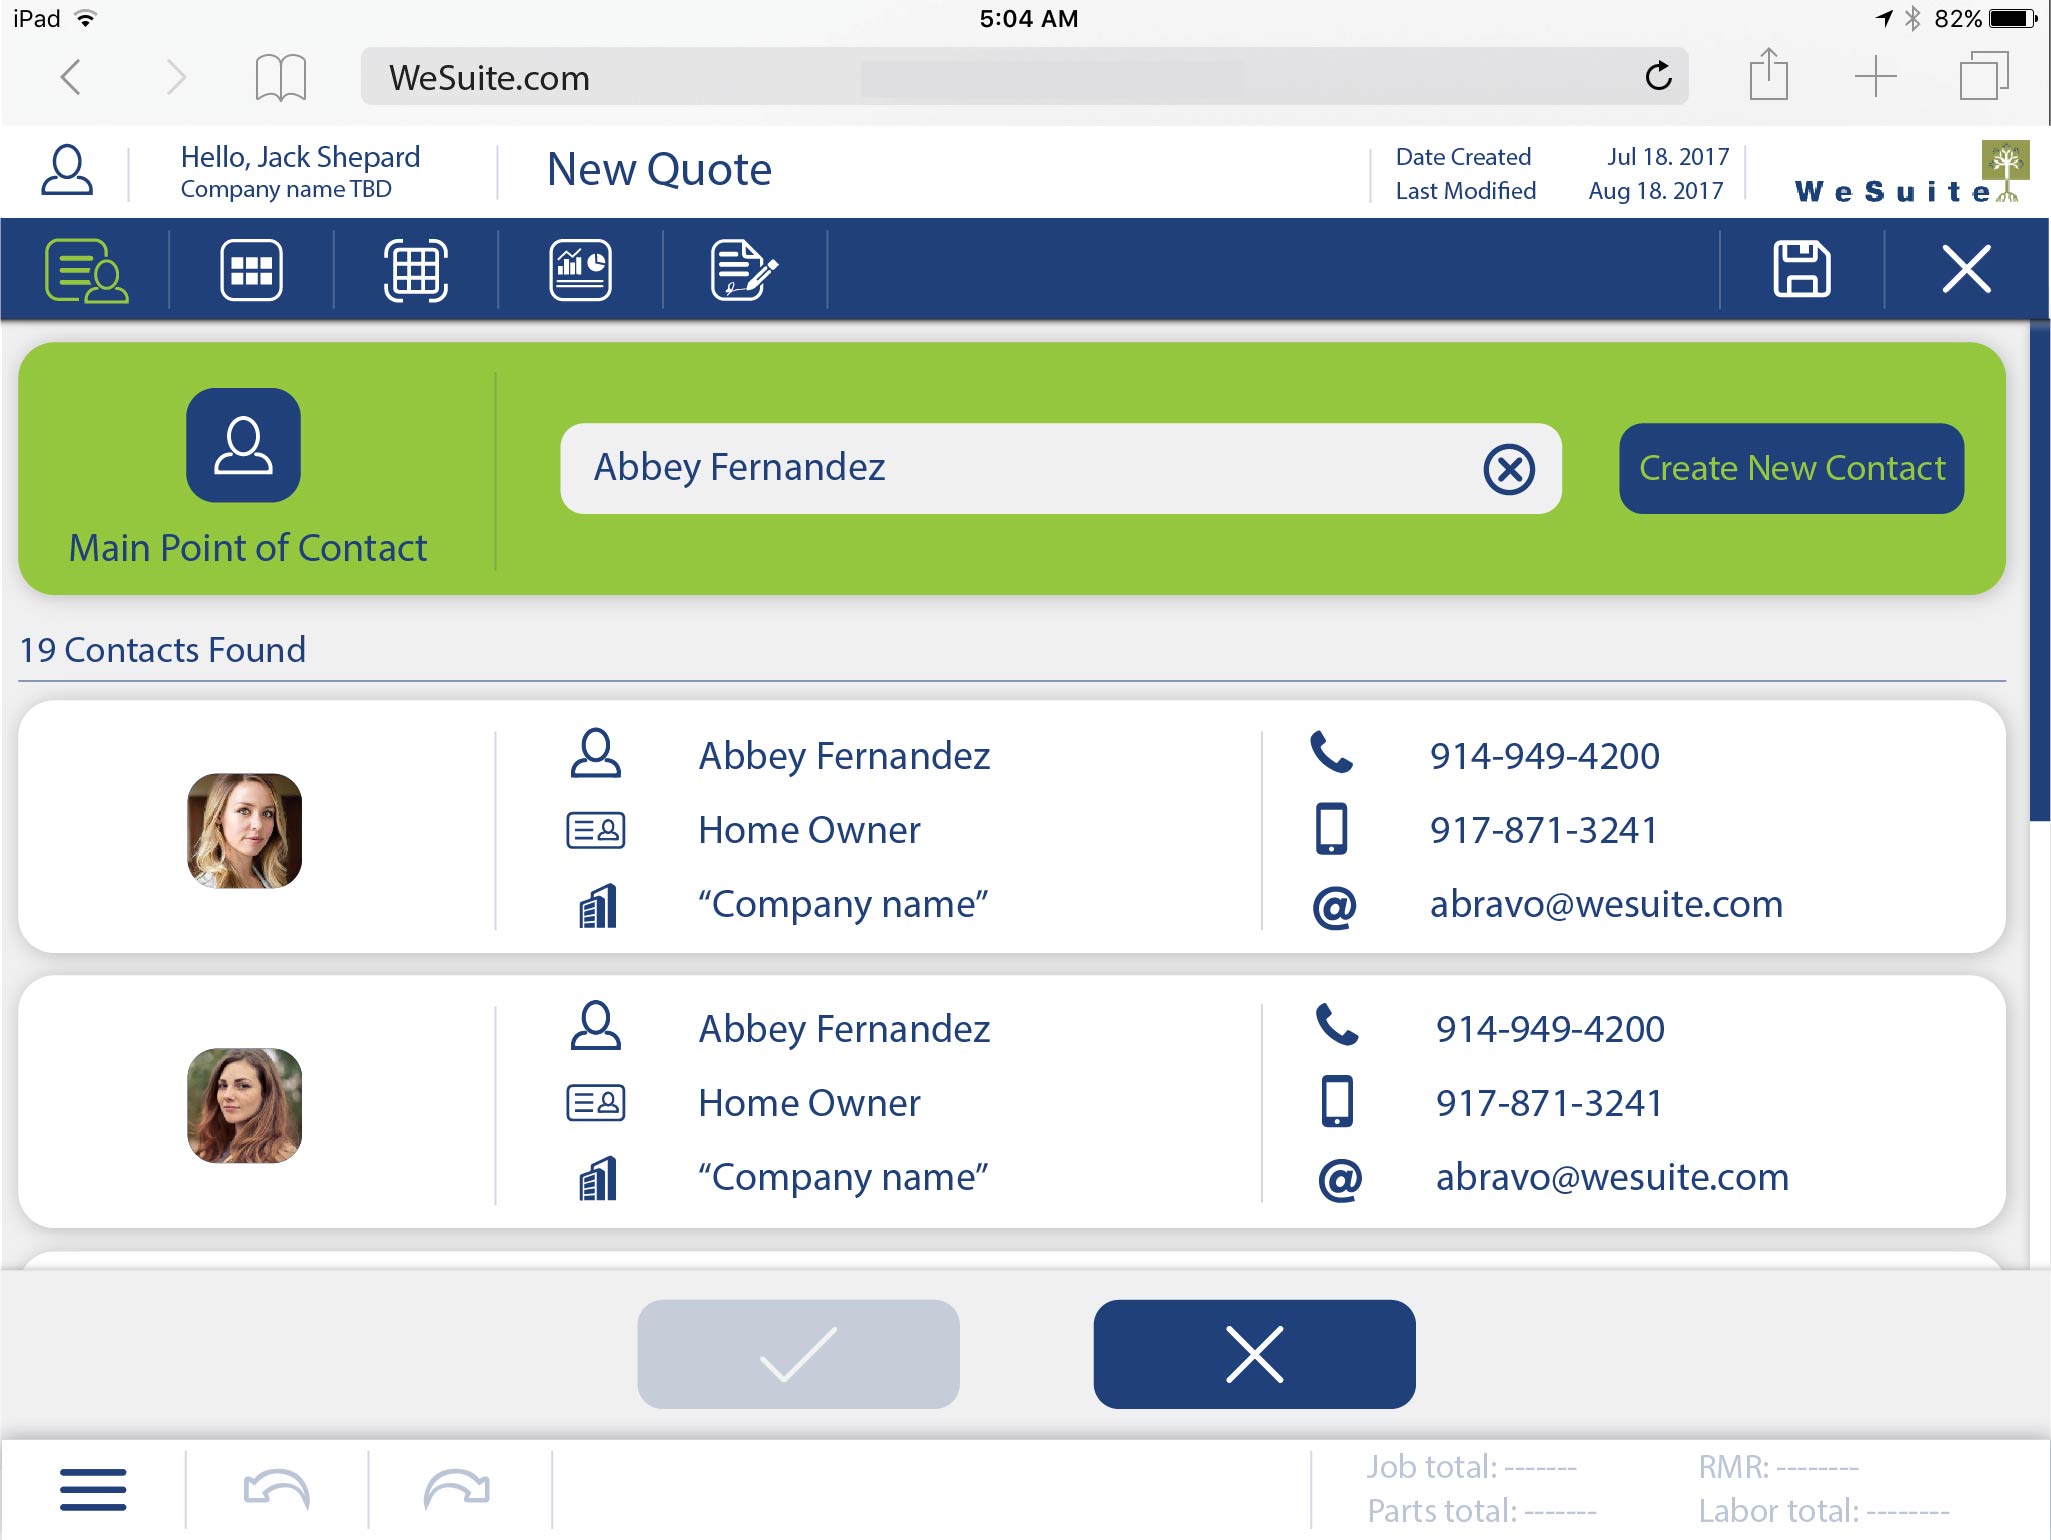 iPad
5:04 AM
82%
WeSuite.com
Hello, Jack Shepard
Company name TBD
New Quote
Date Created Jul 18. 2017
Last Modified Aug 18. 2017
WeSuite
Main Point of Contact
Abbey Fernandez
Create New Contact
19 Contacts Found
Abbey Fernandez
Home Owner
“Company name”
914-949-4200
917-871-3241
@ abravo@wesuite.com
Abbey Fernandez
Home Owner
“Company name”
914-949-4200
917-871-3241
@ abravo@wesuite.com
Job total: -------
RMR: --------
Parts total: -------
Labor total: --------